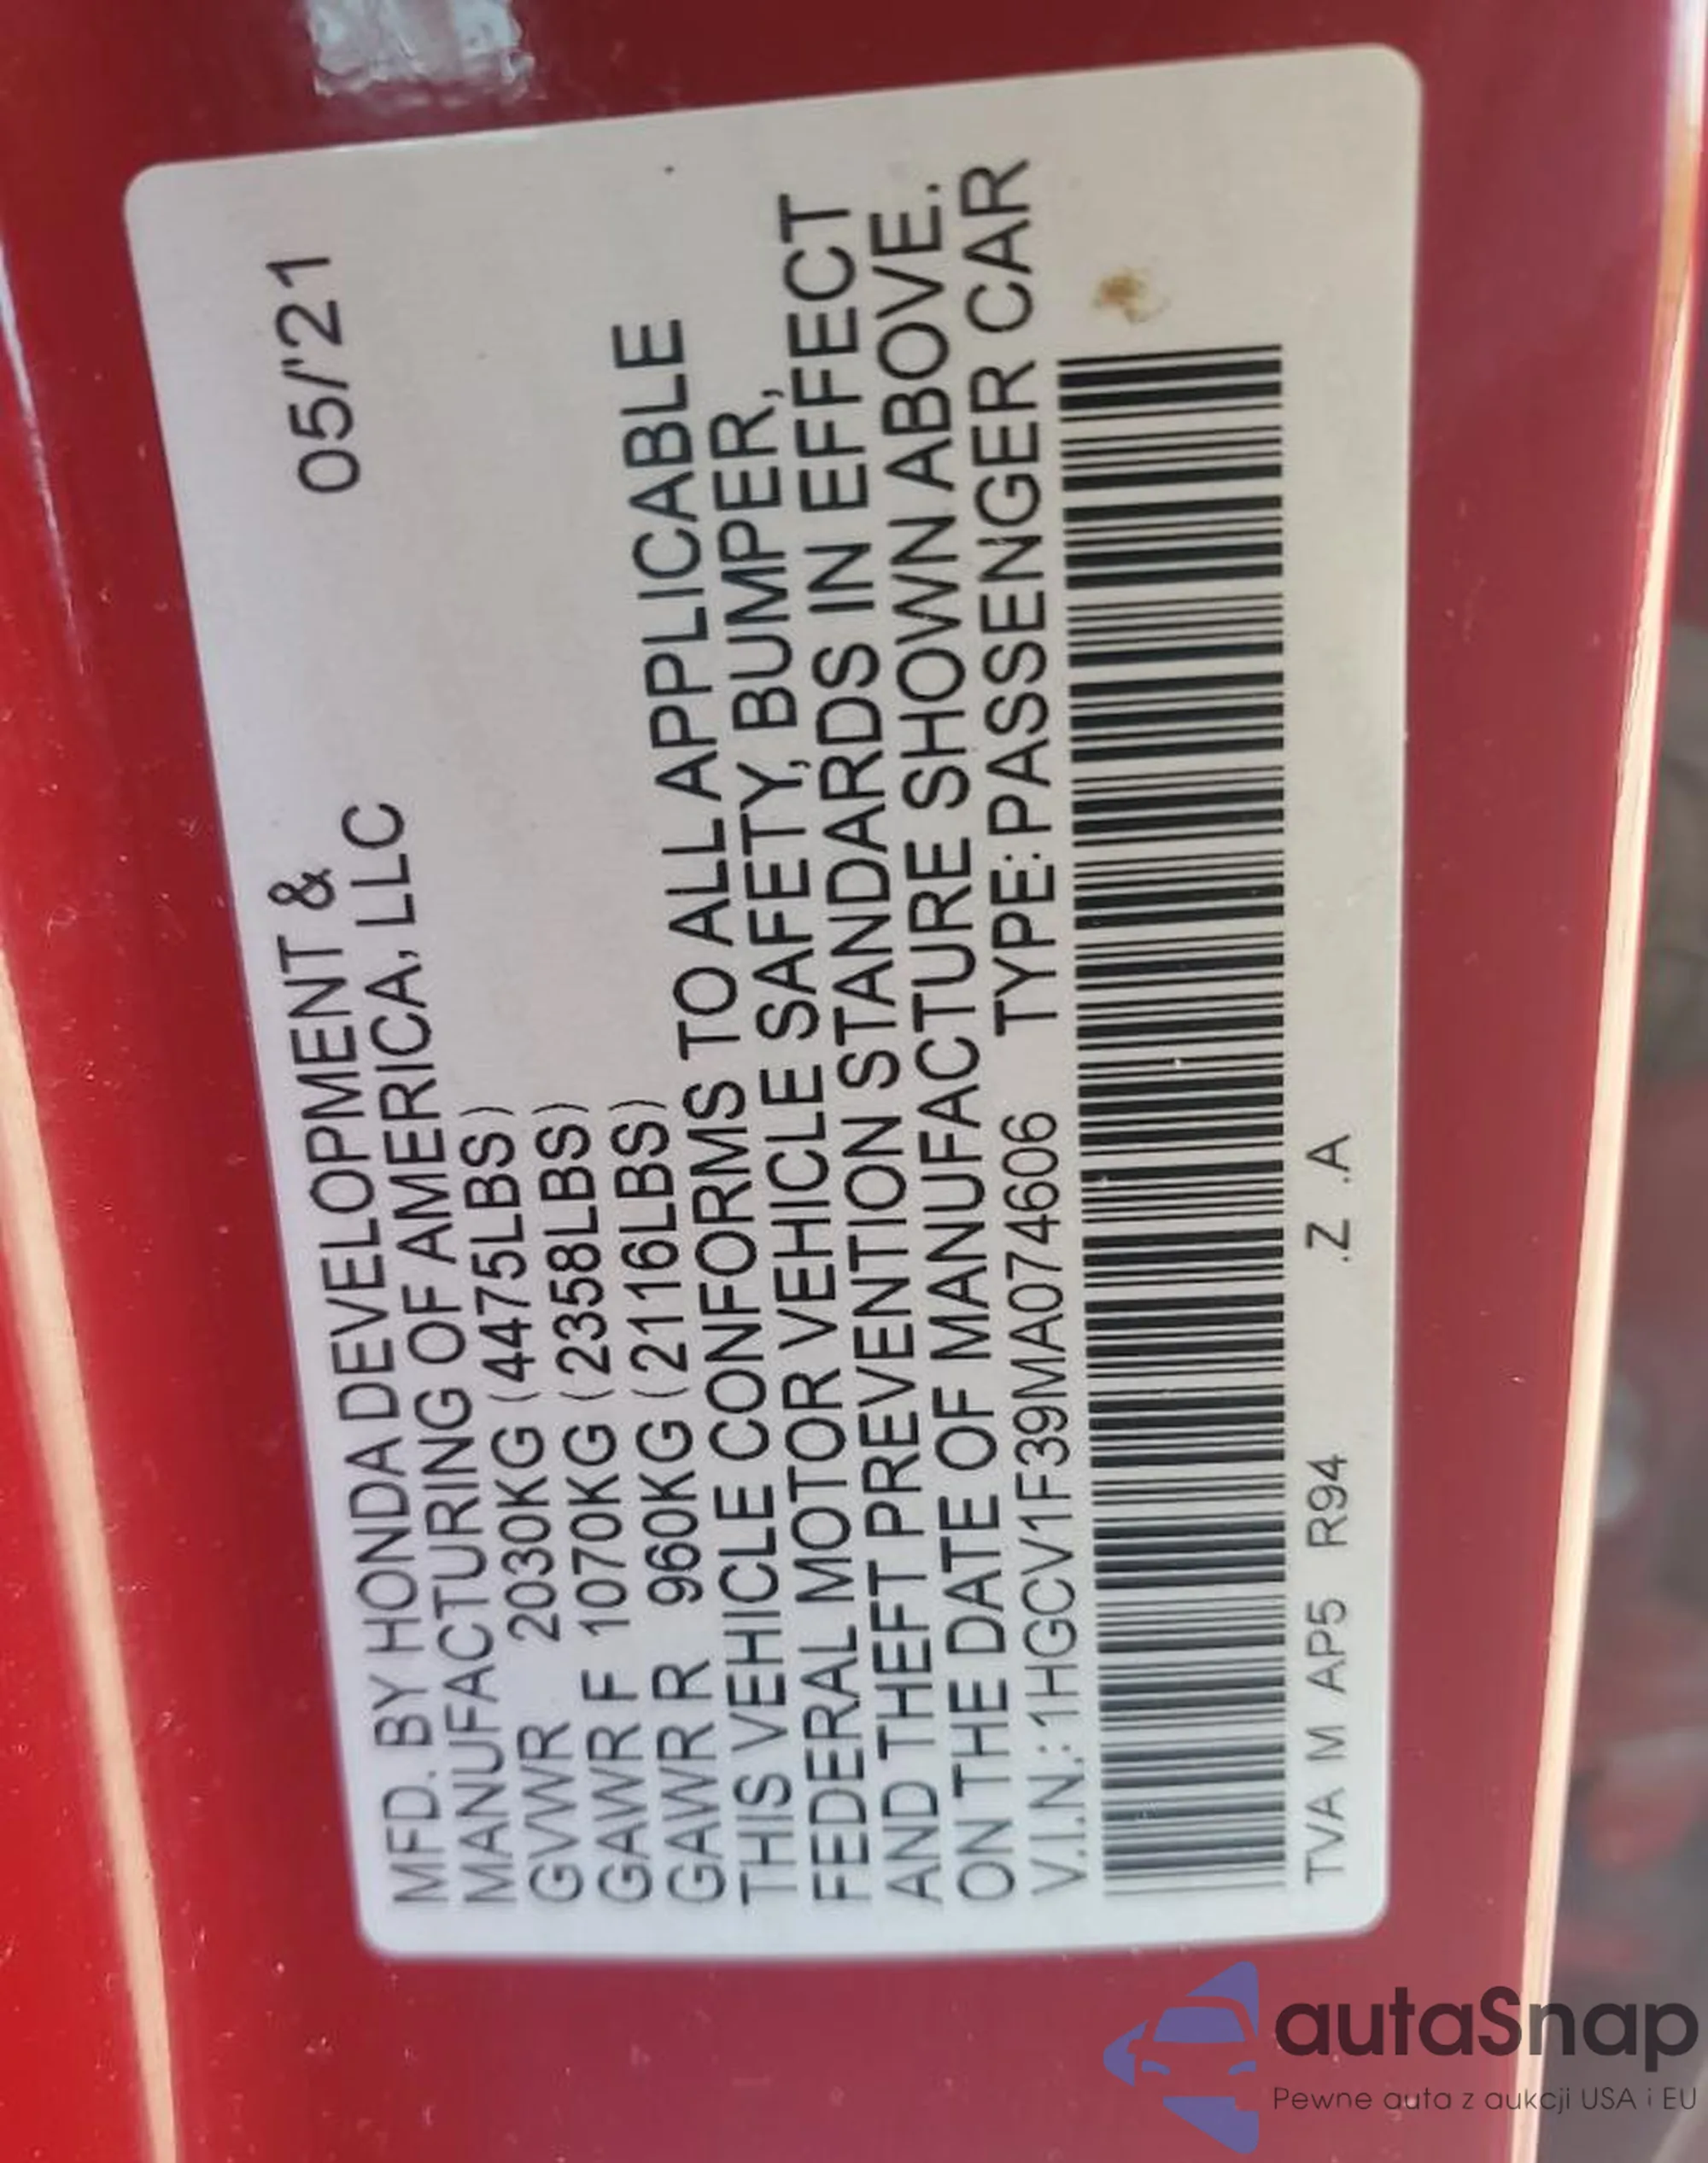 MFD. BY HONDA DEVELOPMENT & 05/'21
MANUFACTURING OF AMERICA, LLC
GVWR 2030KG (4475LBS)
GAWR F 1070KG (2358LBS)
GAWR R 960KG (2116LBS)
THIS VEHICLE CONFORMS TO ALL APPLICABLE
FEDERAL MOTOR VEHICLE SAFETY, BUMPER,
AND THEFT PREVENTION STANDARDS IN EFFECT
ON THE DATE OF MANUFACTURE SHOWN ABOVE.
V.I.N.: 1HGCV1F39MA074606 TYPE: PASSENGER CAR
TVA M AP5 R94 .Z .A
autaSnap
Pewne auta z aukcji USA i EU